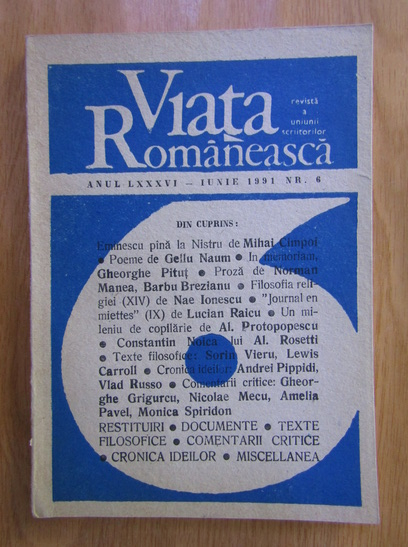 Viața
Românească
revistă
a
uniunii
scriitorilor
ANUL LXXXVI – IUNIE 1991 NR. 6
DIN CUPRINS:
Eminescu pînă la Nistru de Mihai Cimpoi
● Poeme de Gellu Naum ● In memoriam,
Gheorghe Pituț ● Proză de Norman
Manea, Barbu Brezianu ● Filosofia reli-
giei (XIV) de Nae Ionescu ● "Journal en
miettes" (IX) de Lucian Raicu ● Un mi-
leniu de copilărie de Al. Protopopescu
● Constantin Noica lui Al. Rosetti
● Texte filosofice: Sorin Vieru, Lewis
Carroll ● Cronica ideilor: Andrei Pippidi,
Vlad Russo ● Comentarii critice: Gheor-
ghe Grigurcu, Nicolae Mecu, Amelia
Pavel, Monica Spiridon
RESTITUIRI ● DOCUMENTE ● TEXTE
FILOSOFICE ● COMENTARII CRITICE
● CRONICA IDEILOR ● MISCELLANEA
6